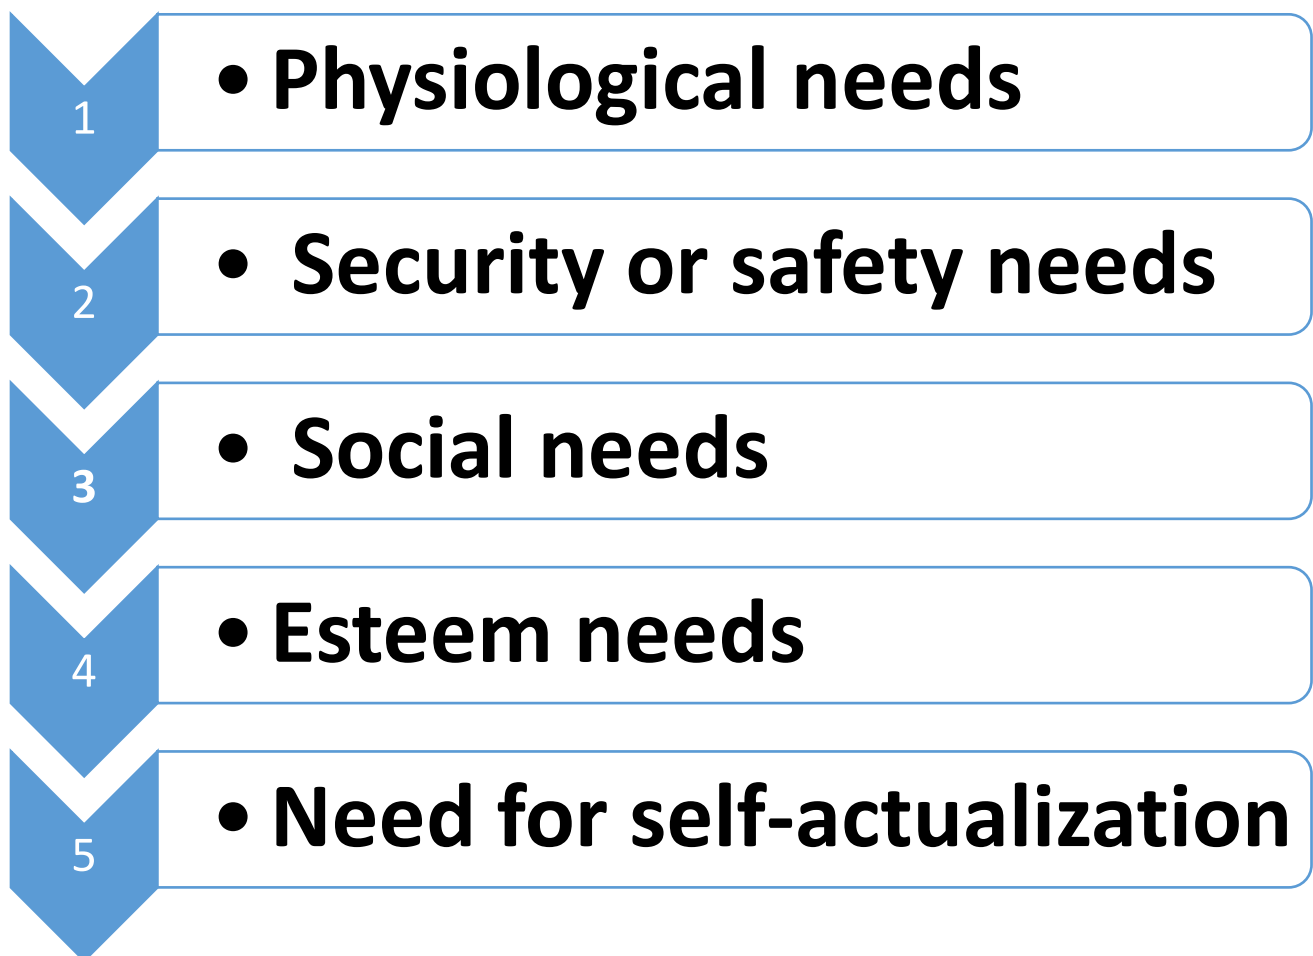 1
• Physiological needs
2
• Security or safety needs
3
• Social needs
4
• Esteem needs
5
• Need for self-actualization